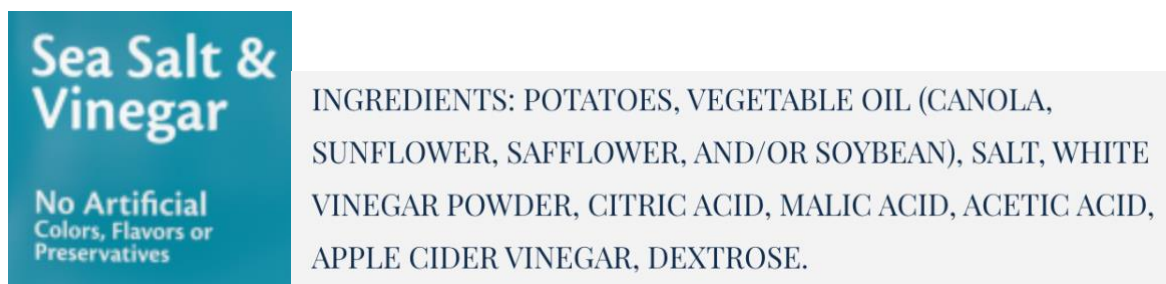 Sea Salt &
Vinegar
No Artificial
Colors, Flavors or
Preservatives
INGREDIENTS: POTATOES, VEGETABLE OIL (CANOLA,
SUNFLOWER, SAFFLOWER, AND/OR SOYBEAN), SALT, WHITE
VINEGAR POWDER, CITRIC ACID, MALIC ACID, ACETIC ACID,
APPLE CIDER VINEGAR, DEXTROSE.